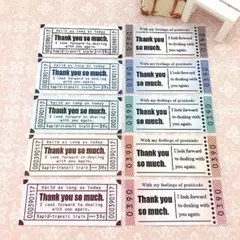 Valid as long as today
Thank you so much.
I look forward to dealing
with you again.
Rapid-transit train
With my feelings of gratitude
Thank you
so much.
I look forward
to dealing with
you again.
0390
Valid as long as today
Thank you so much.
I look forward to dealing
with you again.
Rapid-transit train
With my feelings of gratitude
Thank you
so much.
I look forward
to dealing with
you again.
0390
Valid as long as today
Thank you so much.
I look forward to dealing
with you again.
Rapid-transit train
With my feelings of gratitude
Thank you
so much.
I look forward
to dealing with
you again.
0390
Valid as long as today
Thank you so much.
I look forward to dealing
with you again.
Rapid-transit train
With my feelings of gratitude
Thank you
so much.
I look forward
to dealing with
you again.
0390
Valid as long as today
Thank you so much.
I look forward to dealing
with you again.
Rapid-transit train
With my feelings of gratitude
Thank you
so much.
I look forward
to dealing with
you again.
0390